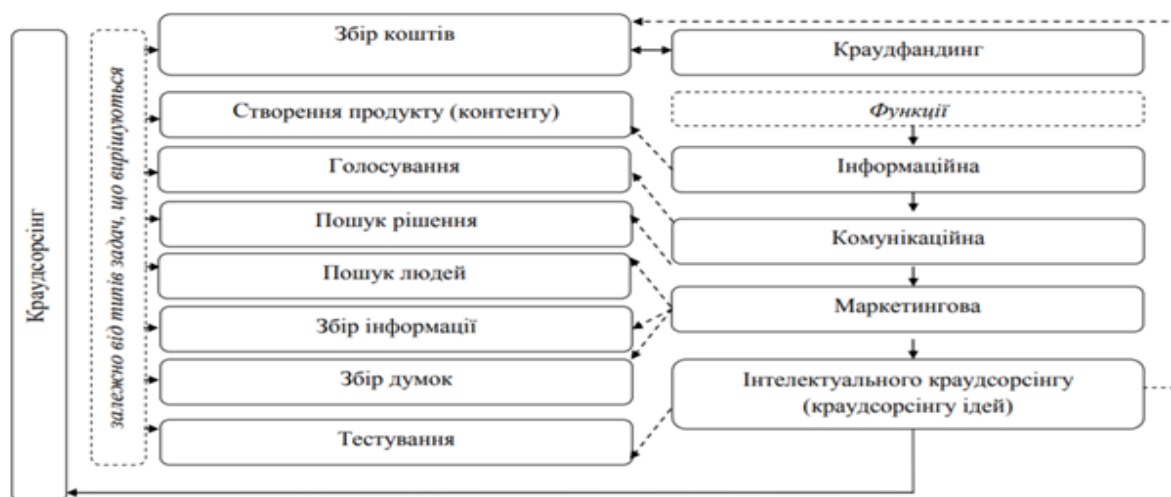 Краудсорсінг
залежно від типів задач, що вирішуються
Збір коштів
Створення продукту (контенту)
Голосування
Пошук рішення
Пошук людей
Збір інформації
Збір думок
Тестування
Краудфандинг
Функції
Інформаційна
Комунікаційна
Маркетингова
Інтелектуального краудсорсінгу
(краудсорсінгу ідей)